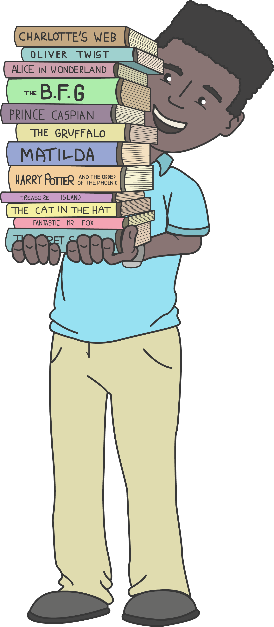 CHARLOTTE'S WEB
OLIVER TWIST
ALICE IN WONDERLAND
THE B.F.G
PRINCE CASPIAN
THE GRUFFALO
MATILDA
HARRY POTTER AND THE ORDER
OF THE PHOENIX
TREASURE ISLAND
THE CAT IN THE HAT
FANTASTIC MR FOX